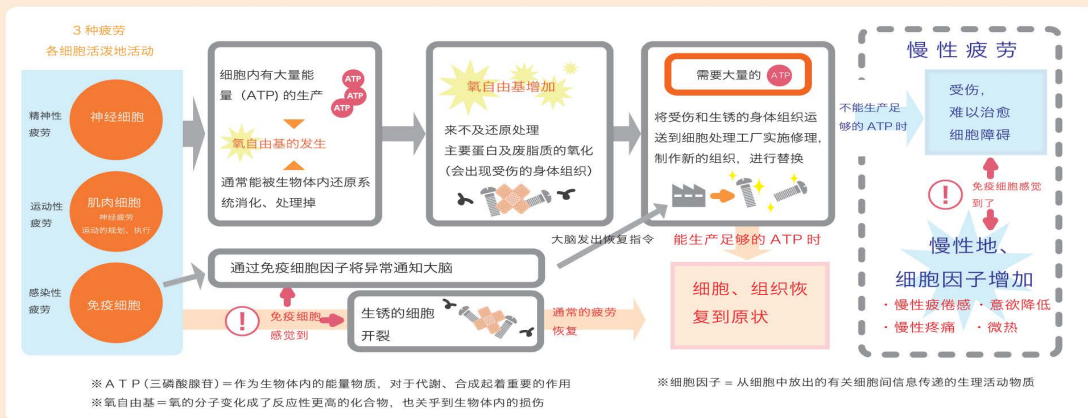 3 种疲劳
各细胞活泼地活动
精神性
疲劳
神经细胞
运动性
疲劳
肌肉细胞
神经疲劳
运动的规划、执行
感染性
疲劳
免疫细胞
细胞内有大量能
量（ATP) 的生产
ATP
ATP
ATP
氧自由基的发生
通常能被生物体内还原系
统消化、处理掉
氧自由基增加
来不及还原处理
主要蛋白及废脂质的氧化
(会出现受伤的身体组织）
需要大量的 ATP
将受伤和生锈的身体组织运
送到细胞处理工厂实施修理，
制作新的组织，进行替换
大脑发出恢复指令
通过免疫细胞因子将异常通知大脑
!
免疫细胞
感觉到
生锈的细胞
开裂
通常的疲劳
恢复
能生产足够的 ATP 时
细胞、组织恢
复到原状
不能生产足
够的 ATP 时
慢性疲劳
受伤，
难以治愈
细胞障碍
!
免疫细胞感觉
到了
慢性地、
细胞因子增加
・慢性疲倦感 ・意欲降低
・慢性疼痛 ・微热
※ＡＴＰ(三磷酸腺苷）＝作为生物体内的能量物质，对于代謝、合成起着重要的作用
※氧自由基＝氧的分子变化成了反应性更高的化合物，也关乎到生物体内的损伤
※细胞因子 ＝ 从细胞中放出的有关细胞间信息传递的生理活动物质